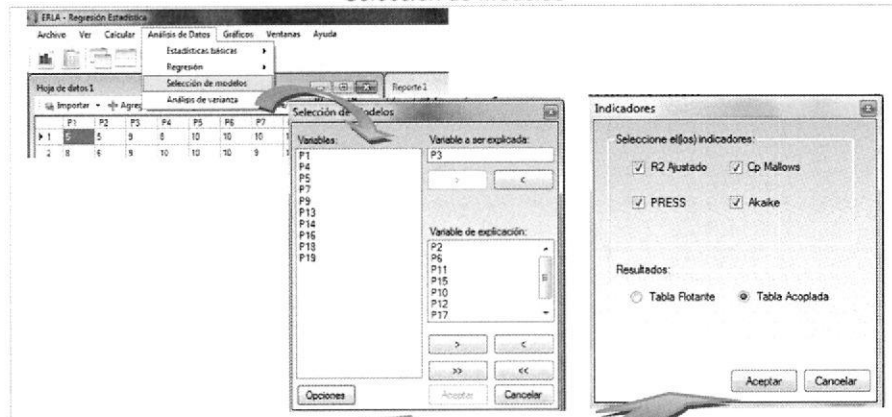 ERLA - Regresión Estadística
Archivo Ver Calcular Análisis de Datos Gráficos Ventanas Ayuda
Estadísticas básicas
Regresión
Selección de modelos
Análisis de varianza
Hoja de datos 1
Reporte 1
Importar
P1 P2 P3 P4 P5 P6 P7
1 5 5 9 8 10 10 10
2 8 6 9 10 10 10 9
Selección de modelos
Variables:
P1
P4
P5
P7
P9
P13
P14
P16
P18
P19
Variable a ser explicada:
P3
> <
Variable de explicación:
P2
P6
P11
P15
P10
P12
P17
> <
>> <<
Opciones Aceptar Cancelar
Indicadores
Seleccione el(los) indicadores:
R2 Ajustado Cp Mallows
PRESS Akaike
Resultados:
Tabla Flotante Tabla Acoplada
Aceptar Cancelar